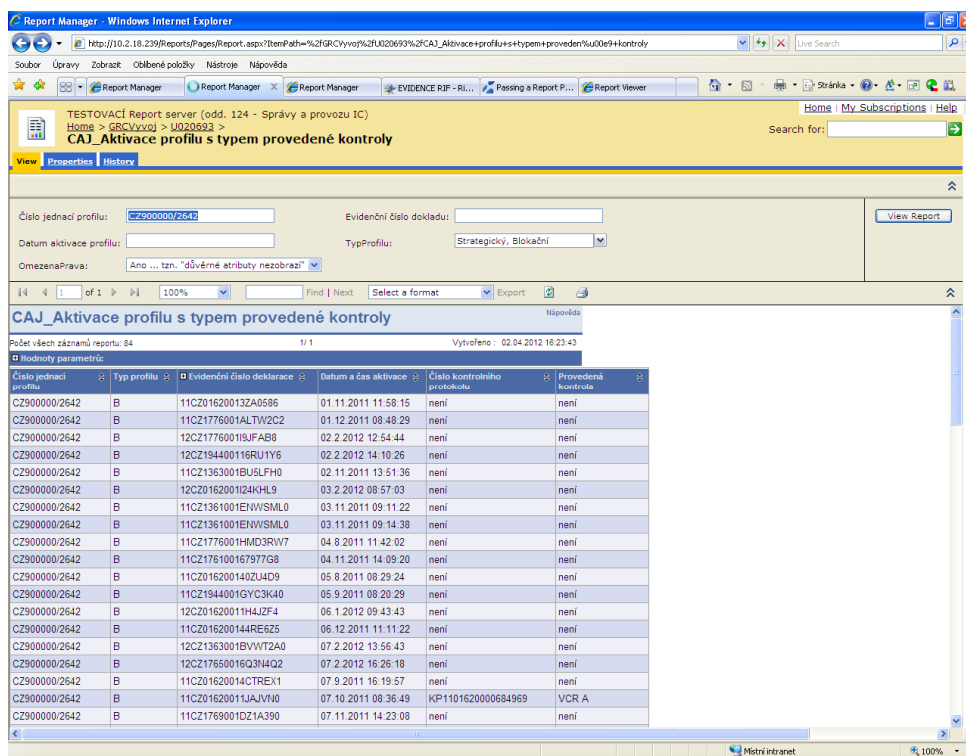 Report Manager - Windows Internet Explorer
http://10.2.18.239/Reports/Pages/Report.aspx?ItemPath=%2fGRCVyvoj%2fU020693%2fCAJ_Aktivace+profilu+s+typem+proveden%u00e9+kontroly
Live Search
Soubor Úpravy Zobrazit Oblíbené položky Nástroje Nápověda
Report Manager Report Manager X Report Manager EVIDENCE RIF - Ri... Passing a Report P... Report Viewer Stránka
Home | My Subscriptions | Help
TESTOVACÍ Report server (odd. 124 - Správy a provozu IC)
Home > GRCVyvoj > U020693 >
Search for:
CAJ_Aktivace profilu s typem provedené kontroly
View Properties History
Číslo jednací profilu: CZ900000/2642 Evidenční číslo dokladu: View Report
Datum aktivace profilu: TypProfilu: Strategický, Blokační
OmezenaPrava: Ano ... tzn. "důvěrné atributy nezobrazí"
1 of 1 100% Find | Next Select a format Export
CAJ_Aktivace profilu s typem provedené kontroly Nápověda
Počet všech záznamů reportu: 84 1/ 1 Vytvořeno : 02.04.2012 16:23:43
Hodnoty parametrů:
Číslo jednací profilu Typ profilu Evidenční číslo deklarace Datum a čas aktivace Číslo kontrolního protokolu Provedená kontrola
CZ900000/2642 B 11CZ01620013ZA0586 01.11.2011 11:58:15 není není
CZ900000/2642 B 11CZ1776001ALTW2C2 01.12.2011 08:48:29 není není
CZ900000/2642 B 12CZ1776001I9JFAB8 02.2.2012 12:54:44 není není
CZ900000/2642 B 12CZ194400116RU1Y6 02.2.2012 14:10:26 není není
CZ900000/2642 B 11CZ1363001BU5LFH0 02.11.2011 13:51:36 není není
CZ900000/2642 B 12CZ0162001I24KHL9 03.2.2012 08:57:03 není není
CZ900000/2642 B 11CZ1361001ENWSML0 03.11.2011 09:11:22 není není
CZ900000/2642 B 11CZ1361001ENWSML0 03.11.2011 09:14:38 není není
CZ900000/2642 B 11CZ1776001HMD3RW7 04.8.2011 11:42:02 není není
CZ900000/2642 B 11CZ176100167977G8 04.11.2011 14:09:20 není není
CZ900000/2642 B 11CZ016200140ZU4D9 05.8.2011 08:29:24 není není
CZ900000/2642 B 11CZ1944001GYC3K40 05.9.2011 08:20:29 není není
CZ900000/2642 B 12CZ01620011H4JZF4 06.1.2012 09:43:43 není není
CZ900000/2642 B 11CZ016200144RE6Z5 06.12.2011 11:11:22 není není
CZ900000/2642 B 12CZ1363001BVWT2A0 07.2.2012 13:56:43 není není
CZ900000/2642 B 12CZ17650016Q3N4Q2 07.2.2012 16:26:18 není není
CZ900000/2642 B 11CZ01620014CTREX1 07.9.2011 16:19:57 není není
CZ900000/2642 B 11CZ01620011JAJVN0 07.10.2011 08:36:49 KP1101620000684969 VCR A
CZ900000/2642 B 11CZ1769001DZ1A390 07.11.2011 14:23:08 není není
Místní intranet 100%